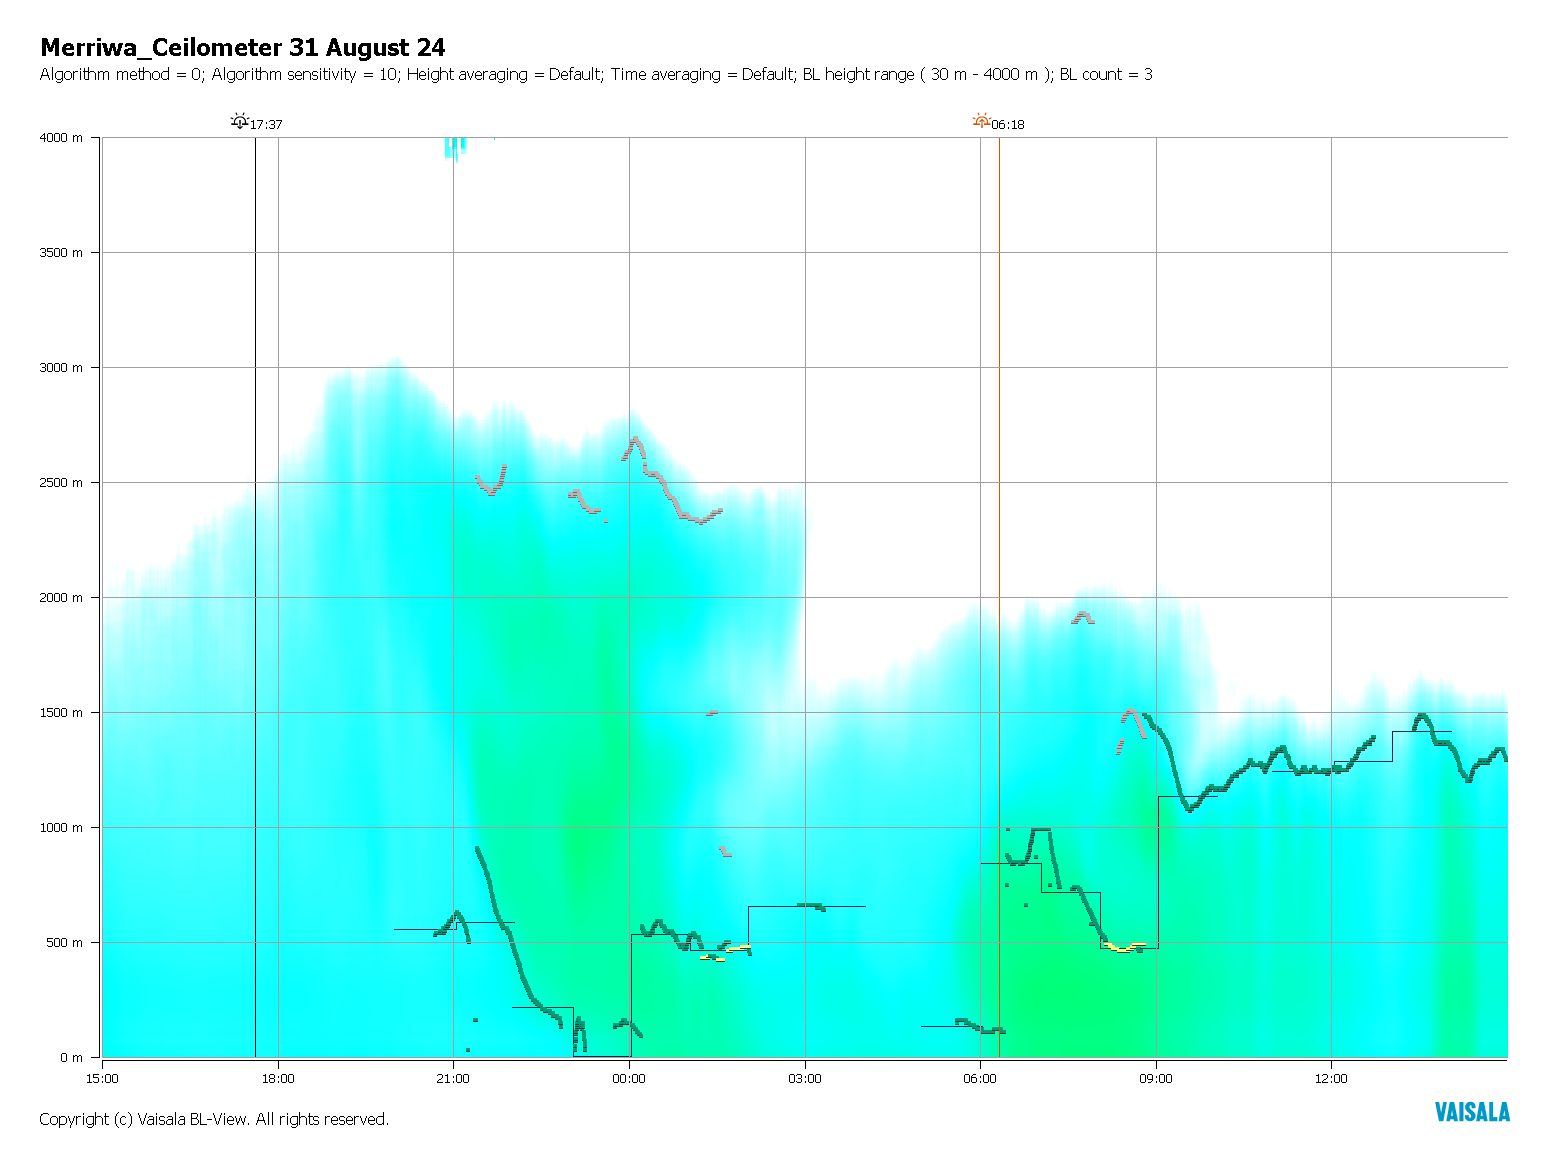 Merriwa_Ceilometer 31 August 24
Algorithm method = 0; Algorithm sensitivity = 10; Height averaging = Default; Time averaging = Default; BL height range ( 30 m - 4000 m ); BL count = 3
17:37
06:18
4000 m
3500 m
3000 m
2500 m
2000 m
1500 m
1000 m
500 m
0 m
15:00
18:00
21:00
00:00
03:00
06:00
09:00
12:00
Copyright (c) Vaisala BL-View. All rights reserved.
VAISALA